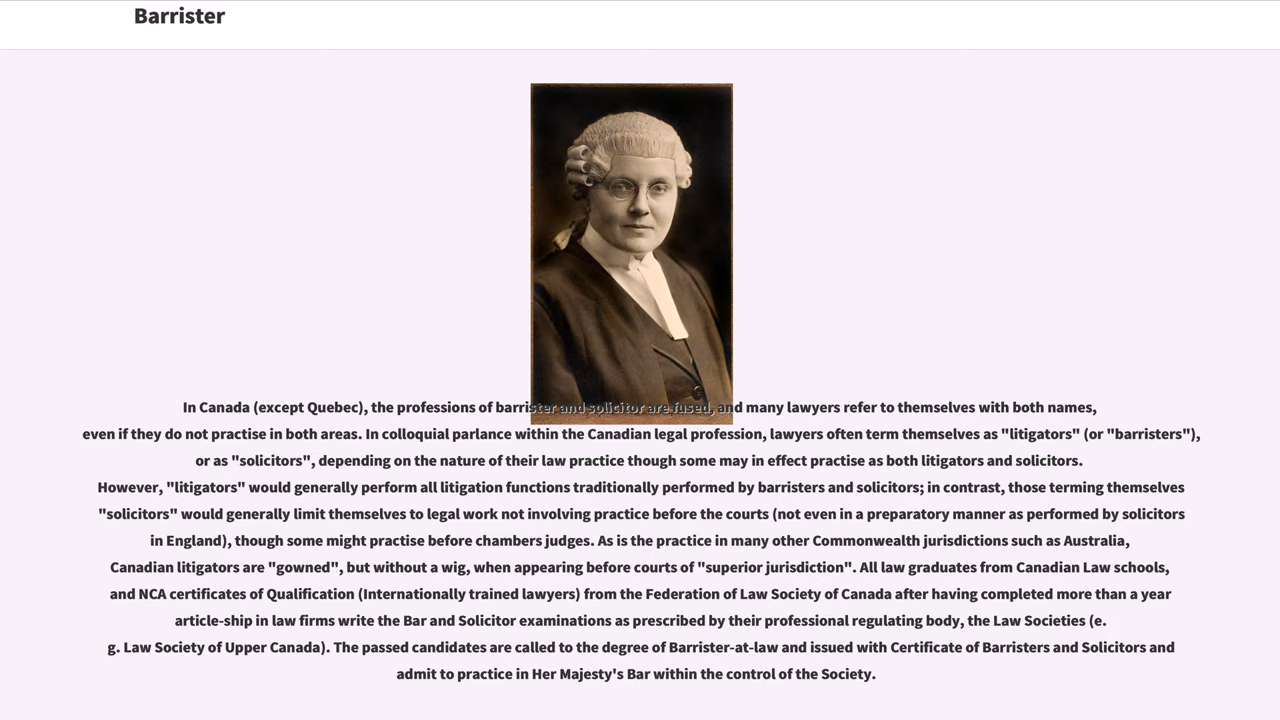 Barrister
In Canada (except Quebec), the professions of barrister and solicitor are fused, and many lawyers refer to themselves with both names,
even if they do not practise in both areas. In colloquial parlance within the Canadian legal profession, lawyers often term themselves as "litigators" (or "barristers"),
or as "solicitors", depending on the nature of their law practice though some may in effect practise as both litigators and solicitors.
However, "litigators" would generally perform all litigation functions traditionally performed by barristers and solicitors; in contrast, those terming themselves
"solicitors" would generally limit themselves to legal work not involving practice before the courts (not even in a preparatory manner as performed by solicitors
in England), though some might practise before chambers judges. As is the practice in many other Commonwealth jurisdictions such as Australia,
Canadian litigators are "gowned", but without a wig, when appearing before courts of "superior jurisdiction". All law graduates from Canadian Law schools,
and NCA certificates of Qualification (Internationally trained lawyers) from the Federation of Law Society of Canada after having completed more than a year
article-ship in law firms write the Bar and Solicitor examinations as prescribed by their professional regulating body, the Law Societies (e.
g. Law Society of Upper Canada). The passed candidates are called to the degree of Barrister-at-law and issued with Certificate of Barristers and Solicitors and
admit to practice in Her Majesty's Bar within the control of the Society.